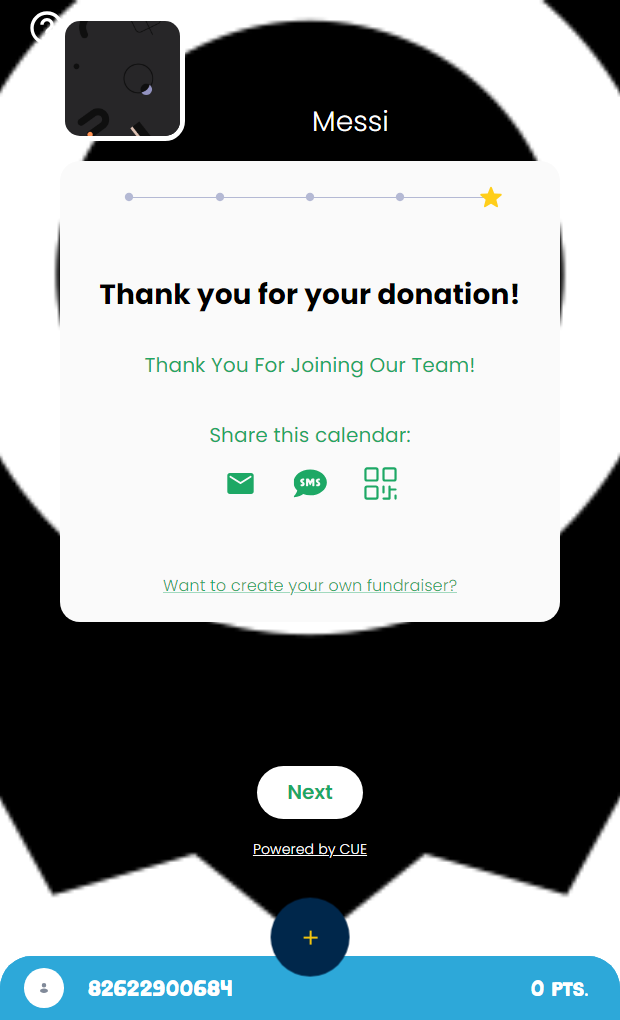 Messi
Thank you for your donation!
Thank You For Joining Our Team!
Share this calendar:
SMS
Want to create your own fundraiser?
Next
Powered by CUE
+
82622900684
0 PTS.